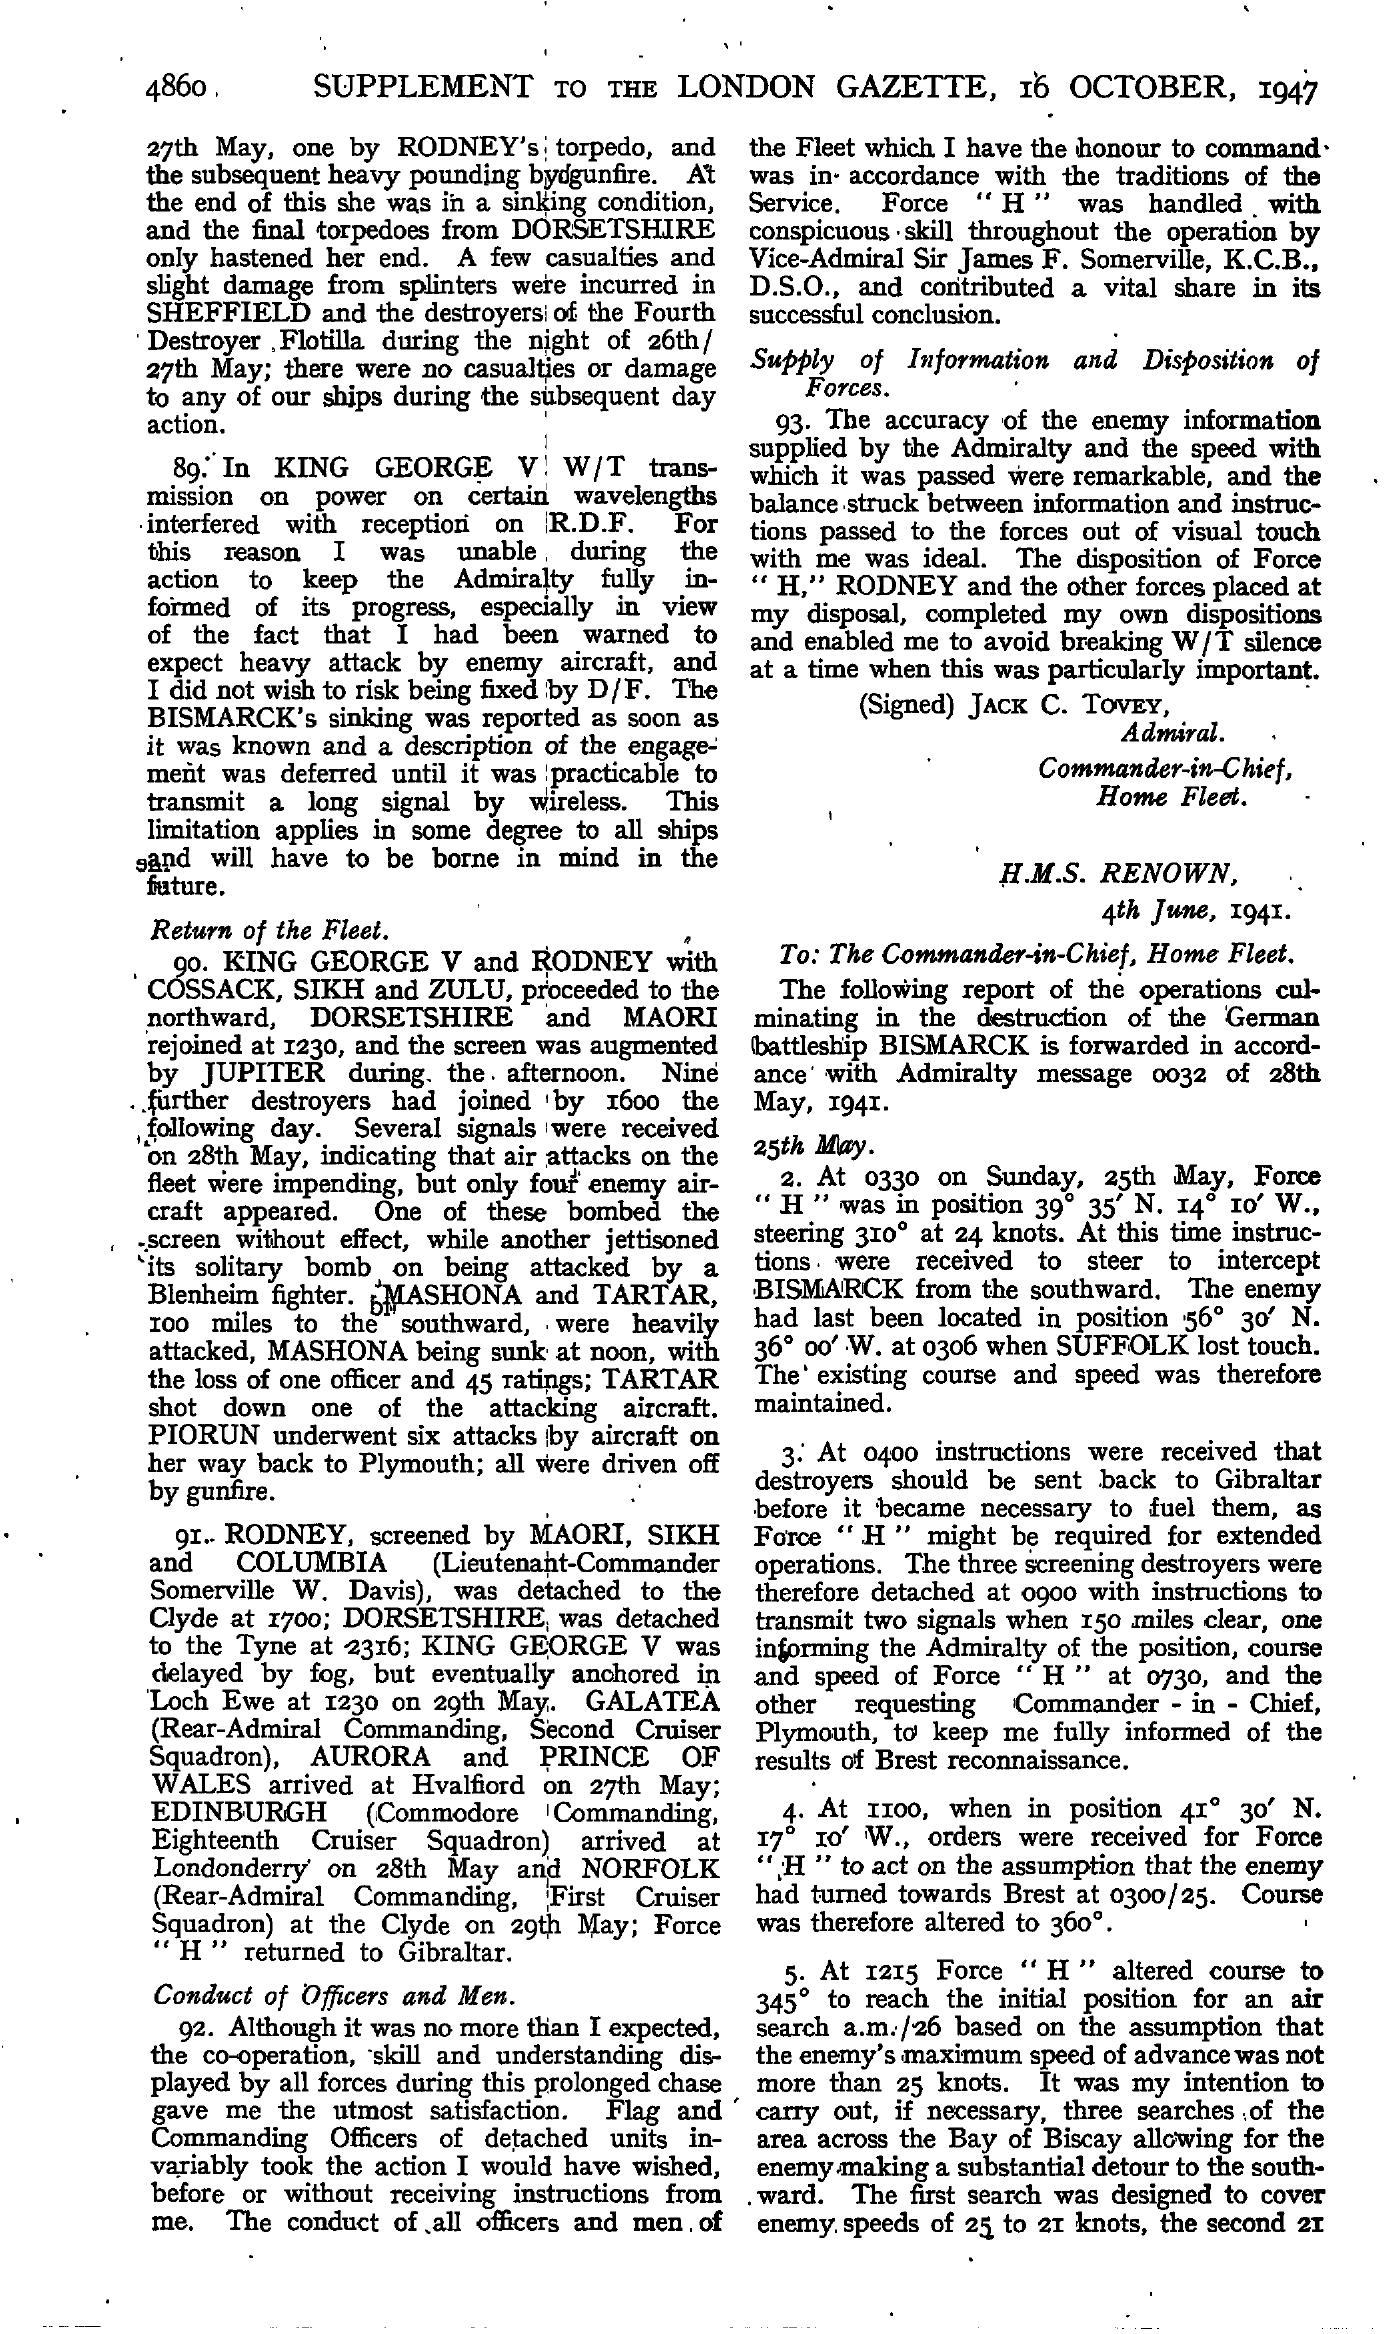 4860 SUPPLEMENT TO THE LONDON GAZETTE, 16 OCTOBER, 1947
27th May, one by RODNEY's torpedo, and
the subsequent heavy pounding by gunfire. At
the end of this she was in a sinking condition,
and the final torpedoes from DORSETSHIRE
only hastened her end. A few casualties and
slight damage from splinters were incurred in
SHEFFIELD and the destroyers of the Fourth
Destroyer Flotilla during the night of 26th/
27th May; there were no casualties or damage
to any of our ships during the subsequent day
action.
89. In KING GEORGE V W/T trans-
mission on power on certain wavelengths
interfered with reception on R.D.F. For
this reason I was unable during the
action to keep the Admiralty fully in-
formed of its progress, especially in view
of the fact that I had been warned to
expect heavy attack by enemy aircraft, and
I did not wish to risk being fixed by D/F. The
BISMARCK's sinking was reported as soon as
it was known and a description of the engage-
ment was deferred until it was practicable to
transmit a long signal by wireless. This
limitation applies in some degree to all ships
and will have to be borne in mind in the
future.
Return of the Fleet.
90. KING GEORGE V and RODNEY with
COSSACK, SIKH and ZULU, proceeded to the
northward, DORSETSHIRE and MAORI
rejoined at 1230, and the screen was augmented
by JUPITER during the afternoon. Nine
further destroyers had joined by 1600 the
following day. Several signals were received
on 28th May, indicating that air attacks on the
fleet were impending, but only four enemy air-
craft appeared. One of these bombed the
screen without effect, while another jettisoned
its solitary bomb on being attacked by a
Blenheim fighter. MASHONA and TARTAR,
100 miles to the southward, were heavily
attacked, MASHONA being sunk at noon, with
the loss of one officer and 45 ratings; TARTAR
shot down one of the attacking aircraft.
PIORUN underwent six attacks by aircraft on
her way back to Plymouth; all were driven off
by gunfire.
91. RODNEY, screened by MAORI, SIKH
and COLUMBIA (Lieutenant-Commander
Somerville W. Davis), was detached to the
Clyde at 1700; DORSETSHIRE was detached
to the Tyne at 2316; KING GEORGE V was
delayed by fog, but eventually anchored in
Loch Ewe at 1230 on 29th May. GALATEA
(Rear-Admiral Commanding, Second Cruiser
Squadron), AURORA and PRINCE OF
WALES arrived at Hvalfiord on 27th May;
EDINBURGH (Commodore Commanding,
Eighteenth Cruiser Squadron) arrived at
Londonderry on 28th May and NORFOLK
(Rear-Admiral Commanding, First Cruiser
Squadron) at the Clyde on 29th May; Force
" H " returned to Gibraltar.
Conduct of Officers and Men.
92. Although it was no more than I expected,
the co-operation, skill and understanding dis-
played by all forces during this prolonged chase
gave me the utmost satisfaction. Flag and
Commanding Officers of detached units in-
variably took the action I would have wished,
before or without receiving instructions from
me. The conduct of all officers and men of
the Fleet which I have the honour to command
was in accordance with the traditions of the
Service. Force " H " was handled with
conspicuous skill throughout the operation by
Vice-Admiral Sir James F. Somerville, K.C.B.,
D.S.O., and contributed a vital share in its
successful conclusion.
Supply of Information and Disposition of
Forces.
93. The accuracy of the enemy information
supplied by the Admiralty and the speed with
which it was passed were remarkable, and the
balance struck between information and instruc-
tions passed to the forces out of visual touch
with me was ideal. The disposition of Force
" H," RODNEY and the other forces placed at
my disposal, completed my own dispositions
and enabled me to avoid breaking W/T silence
at a time when this was particularly important.
(Signed) JACK C. TOVEY,
Admiral.
Commander-in-Chief,
Home Fleet.
H.M.S. RENOWN,
4th June, 1941.
To: The Commander-in-Chief, Home Fleet.
The following report of the operations cul-
minating in the destruction of the German
battleship BISMARCK is forwarded in accord-
ance with Admiralty message 0032 of 28th
May, 1941.
25th May.
2. At 0330 on Sunday, 25th May, Force
" H " was in position 39° 35′ N. 14° 10′ W.,
steering 310° at 24 knots. At this time instruc-
tions were received to steer to intercept
BISMARCK from the southward. The enemy
had last been located in position 56° 30′ N.
36° 00′ W. at 0306 when SUFFOLK lost touch.
The existing course and speed was therefore
maintained.
3. At 0400 instructions were received that
destroyers should be sent back to Gibraltar
before it became necessary to fuel them, as
Force " H " might be required for extended
operations. The three screening destroyers were
therefore detached at 0900 with instructions to
transmit two signals when 150 miles clear, one
informing the Admiralty of the position, course
and speed of Force " H " at 0730, and the
other requesting Commander - in - Chief,
Plymouth, to keep me fully informed of the
results of Brest reconnaissance.
4. At 1100, when in position 41° 30′ N.
17° 10′ W., orders were received for Force
" H " to act on the assumption that the enemy
had turned towards Brest at 0300/25. Course
was therefore altered to 360°.
5. At 1215 Force " H " altered course to
345° to reach the initial position for an air
search a.m./26 based on the assumption that
the enemy's maximum speed of advance was not
more than 25 knots. It was my intention to
carry out, if necessary, three searches of the
area across the Bay of Biscay allowing for the
enemy making a substantial detour to the south-
ward. The first search was designed to cover
enemy speeds of 25 to 21 knots, the second 21